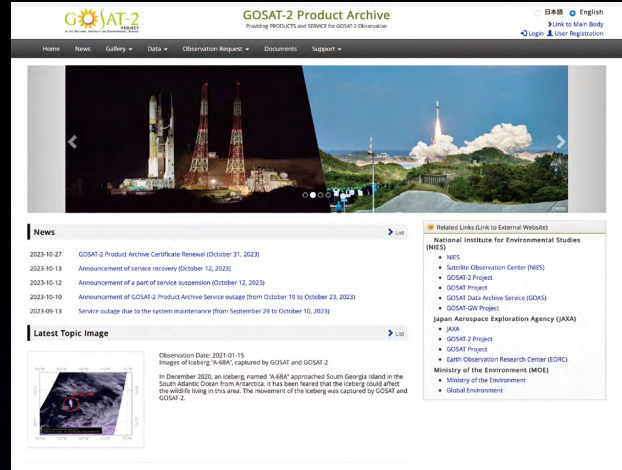 GOSAT-2
PROJECT
GOSAT-2 Product Archive
Providing PRODUCTS and SERVICE for GOSAT-2 Observation
日本語 English
Link to Main Body
Login User Registration
Home News Gallery Data Observation Request Documents Support
News
List
2023-10-27 GOSAT-2 Product Archive Certificate Renewal (October 31, 2023)
2023-10-13 Announcement of service recovery (October 12, 2023)
2023-10-12 Announcement of a part of service suspension (October 12, 2023)
2023-10-10 Announcement of GOSAT-2 Product Archive Service outage (from October 19 to October 23, 2023)
2023-09-13 Service outage due to the system maintenance (from September 29 to October 10, 2023)
Latest Topic Image
List
Observation Date: 2021-01-15
Images of Iceberg "A-68A", captured by GOSAT and GOSAT-2
In December 2020, an iceberg, named "A-68A" approached South Georgia Island in the
South Atlantic Ocean from Antarctica. It has been feared that the iceberg could affect
the wildlife living in this area. The movement of the iceberg was captured by GOSAT and
GOSAT-2.
Related Links (Link to External Website)
National Institute for Environmental Studies
(NIES)
NIES
Satellite Observation Center (NIES)
GOSAT-2 Project
GOSAT Project
GOSAT Data Archive Service (GDAS)
GOSAT-GW Project
Japan Aerospace Exploration Agency (JAXA)
JAXA
GOSAT-2 Project
GOSAT Project
Earth Observation Research Center (EORC)
Ministry of the Environment (MOE)
Ministry of the Environment
Global Environment